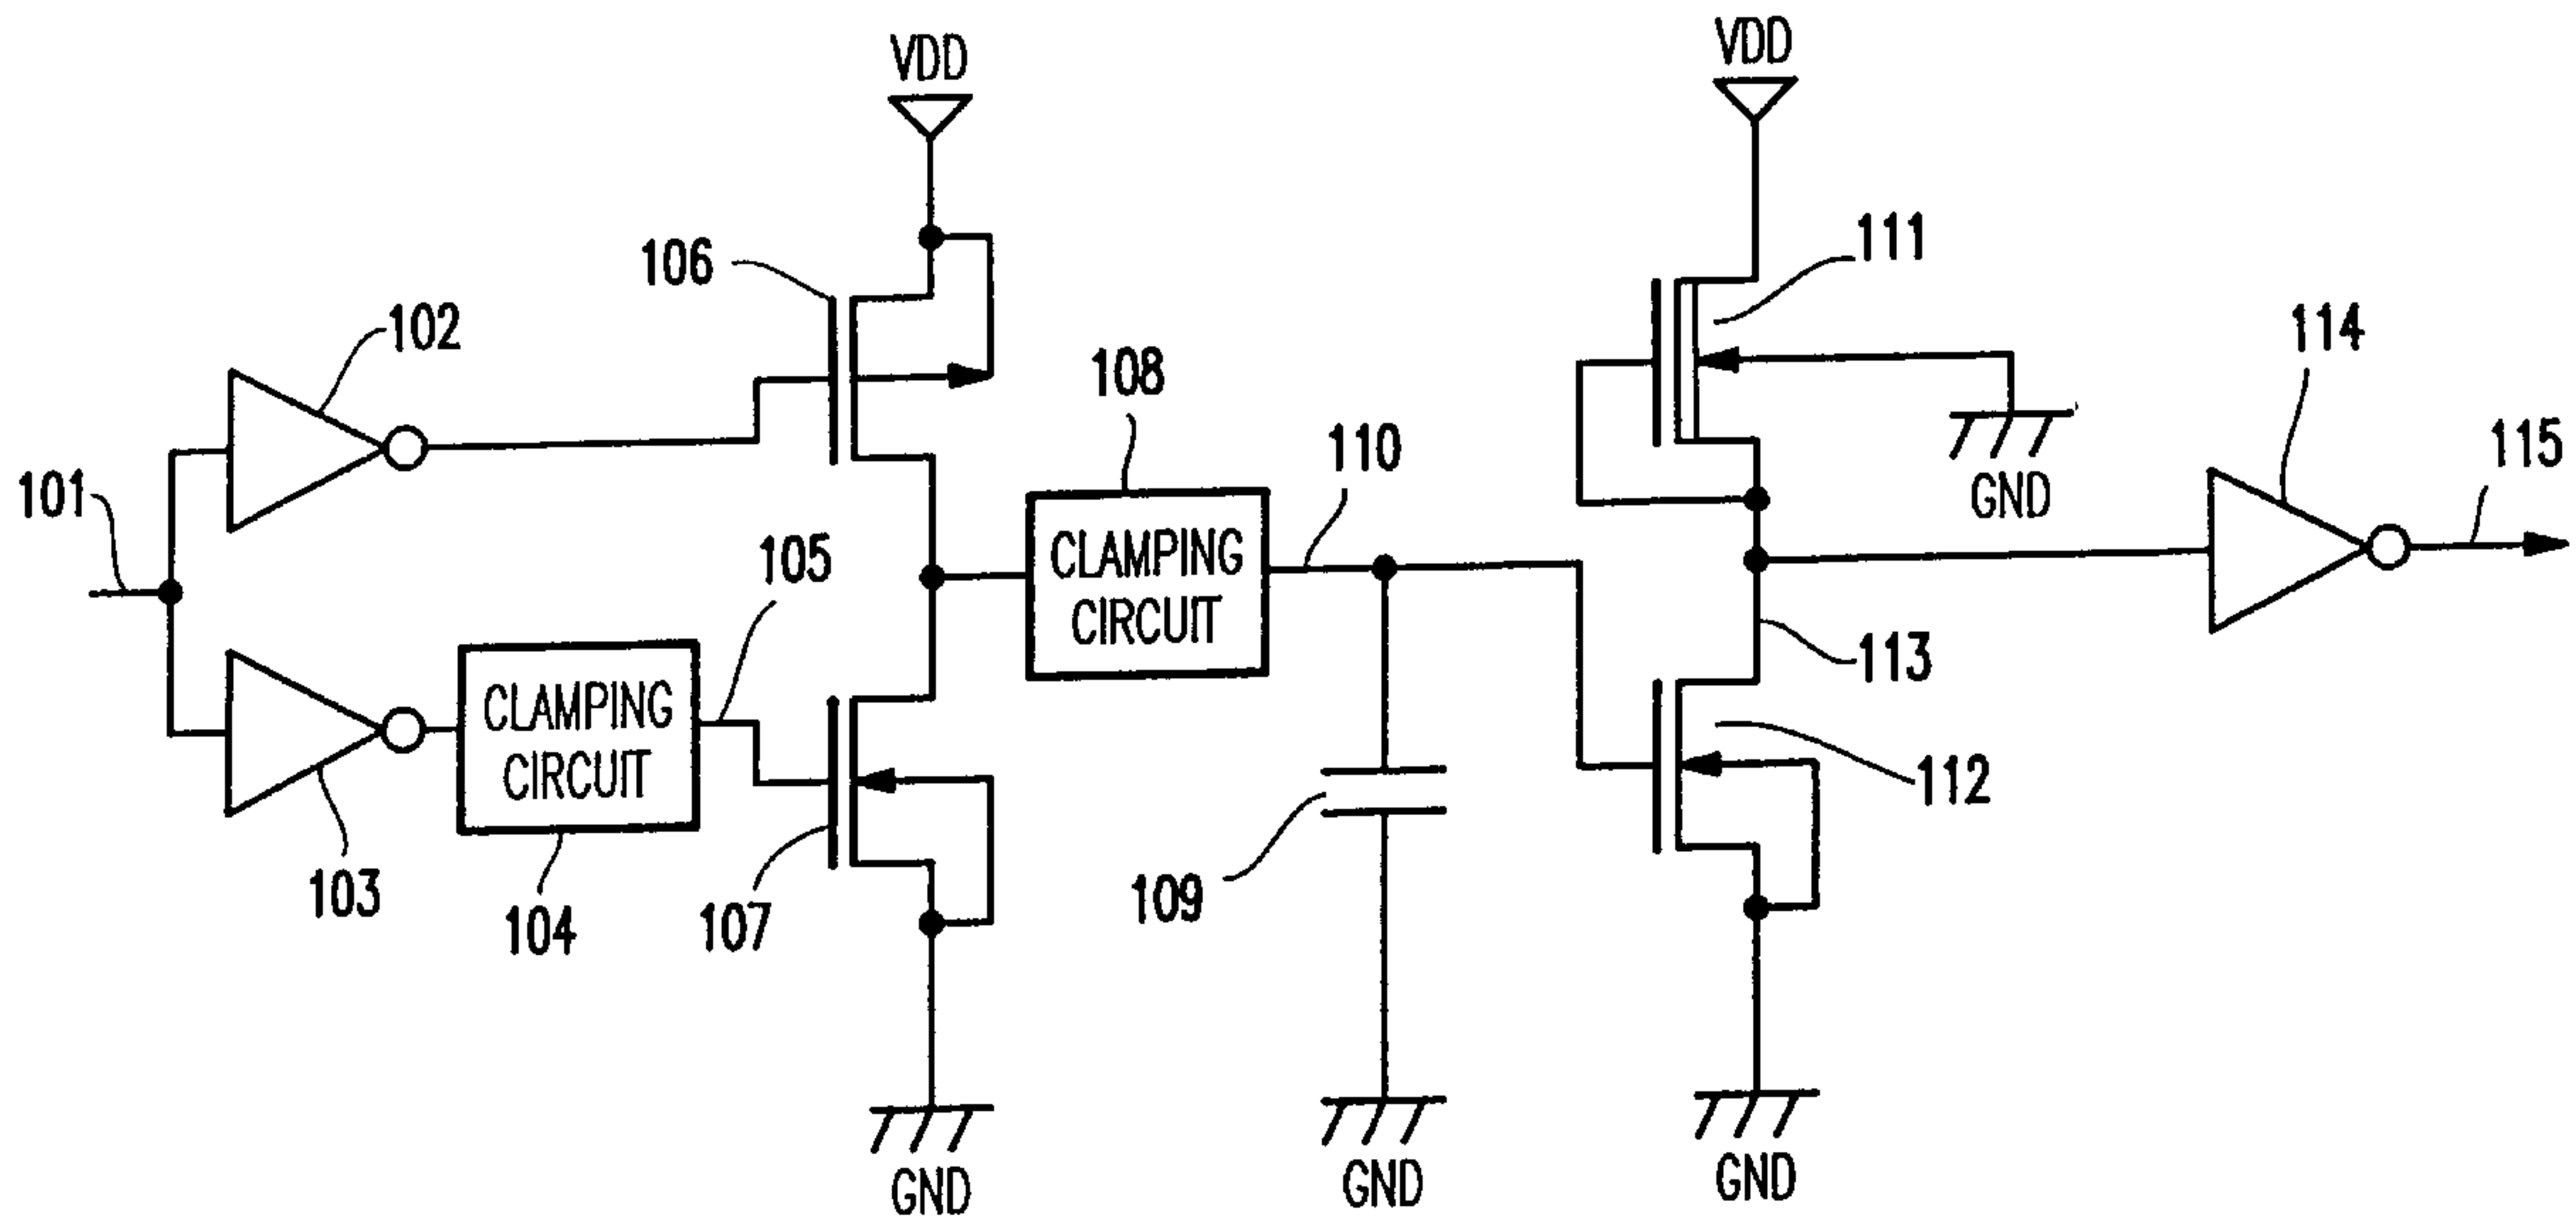 VDD
VDD
106
111
102
108
114
110
115
101
GND
105
CLAMPING
CIRCUIT
113
CLAMPING
CIRCUIT
112
103
104
107
109
GND
GND
GND